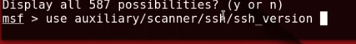 Display all 587 possibilities? (y or n)
msf > use auxiliary/scanner/ssh/ssh_version